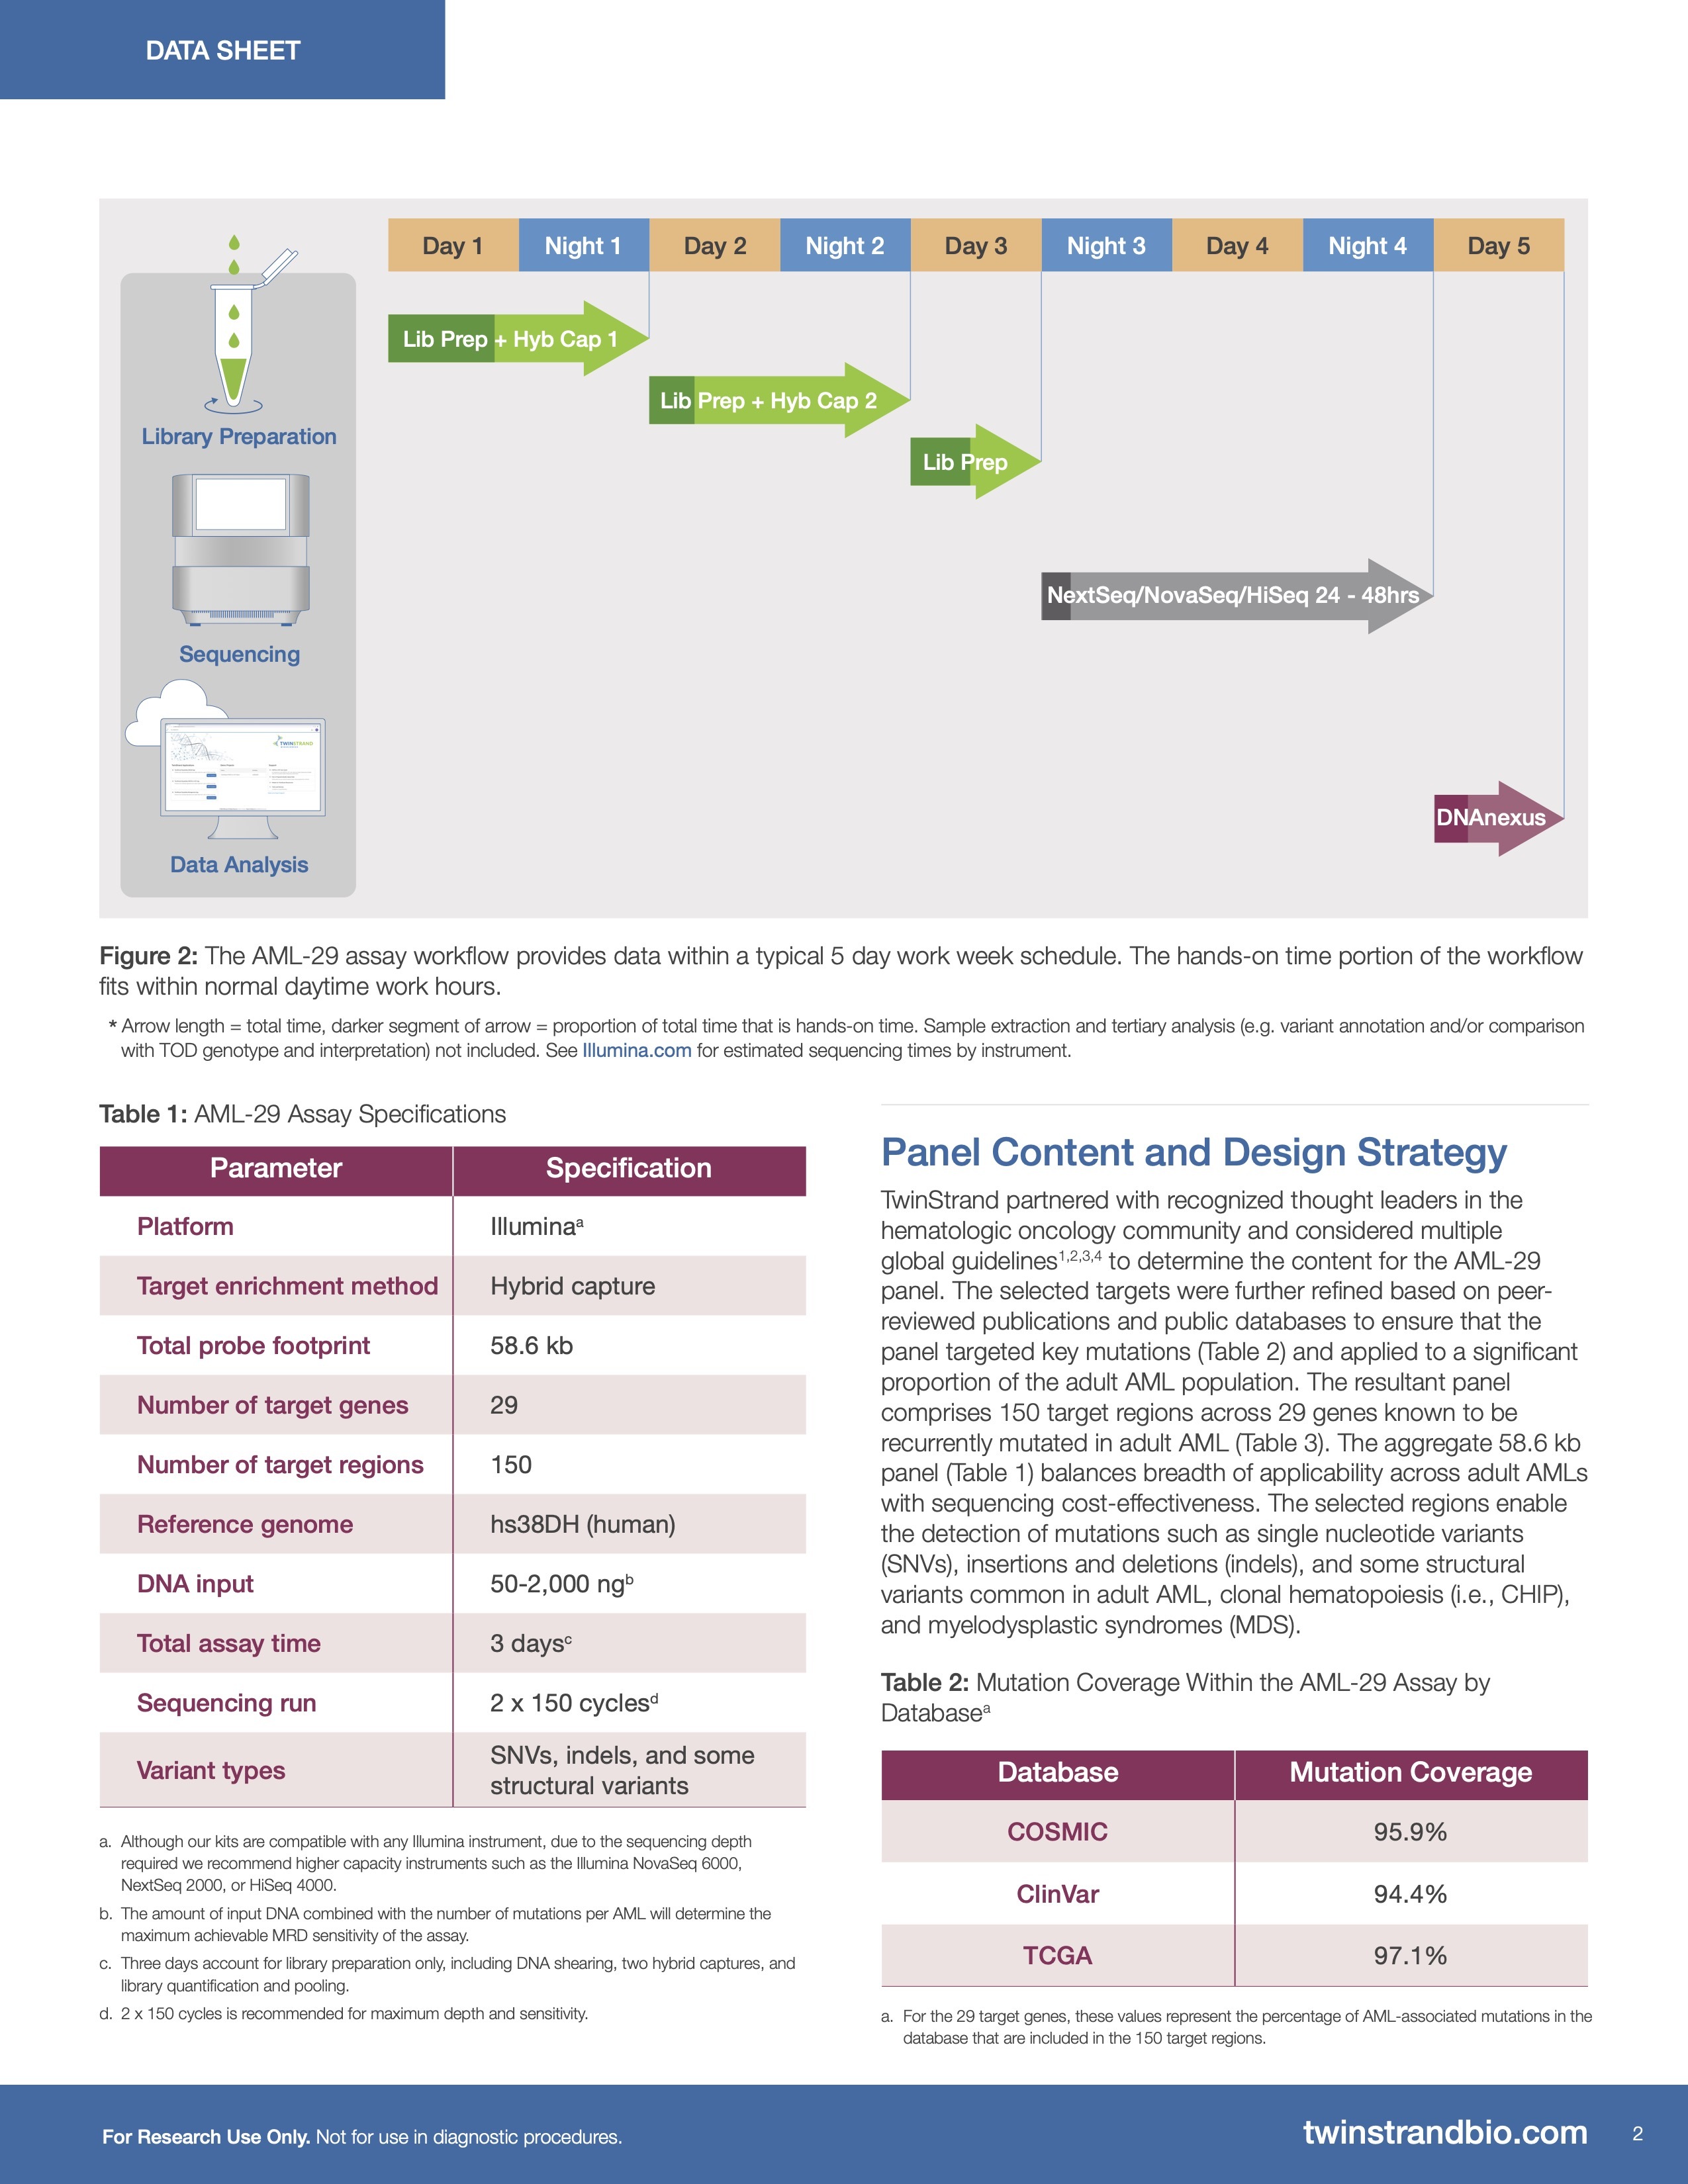 DATA SHEET
Day 1 Night 1 Day 2 Night 2 Day 3 Night 3 Day 4 Night 4 Day 5
Lib Prep + Hyb Cap 1
Lib Prep + Hyb Cap 2
Lib Prep
NextSeq/NovaSeq/HiSeq 24 - 48hrs
DNAnexus
Library Preparation
Sequencing
TWINSTRAND
Data Analysis
Figure 2: The AML-29 assay workflow provides data within a typical 5 day work week schedule. The hands-on time portion of the workflow
fits within normal daytime work hours.
* Arrow length = total time, darker segment of arrow = proportion of total time that is hands-on time. Sample extraction and tertiary analysis (e.g. variant annotation and/or comparison
with TOD genotype and interpretation) not included. See Illumina.com for estimated sequencing times by instrument.
Table 1: AML-29 Assay Specifications
Parameter Specification
Platform Illuminaᵃ
Target enrichment method Hybrid capture
Total probe footprint 58.6 kb
Number of target genes 29
Number of target regions 150
Reference genome hs38DH (human)
DNA input 50-2,000 ngᵇ
Total assay time 3 daysᶜ
Sequencing run 2 x 150 cyclesᵈ
Variant types SNVs, indels, and some
structural variants
a. Although our kits are compatible with any Illumina instrument, due to the sequencing depth
required we recommend higher capacity instruments such as the Illumina NovaSeq 6000,
NextSeq 2000, or HiSeq 4000.
b. The amount of input DNA combined with the number of mutations per AML will determine the
maximum achievable MRD sensitivity of the assay.
c. Three days account for library preparation only, including DNA shearing, two hybrid captures, and
library quantification and pooling.
d. 2 x 150 cycles is recommended for maximum depth and sensitivity.
Panel Content and Design Strategy
TwinStrand partnered with recognized thought leaders in the
hematologic oncology community and considered multiple
global guidelines¹,²,³,⁴ to determine the content for the AML-29
panel. The selected targets were further refined based on peer-
reviewed publications and public databases to ensure that the
panel targeted key mutations (Table 2) and applied to a significant
proportion of the adult AML population. The resultant panel
comprises 150 target regions across 29 genes known to be
recurrently mutated in adult AML (Table 3). The aggregate 58.6 kb
panel (Table 1) balances breadth of applicability across adult AMLs
with sequencing cost-effectiveness. The selected regions enable
the detection of mutations such as single nucleotide variants
(SNVs), insertions and deletions (indels), and some structural
variants common in adult AML, clonal hematopoiesis (i.e., CHIP),
and myelodysplastic syndromes (MDS).
Table 2: Mutation Coverage Within the AML-29 Assay by
Databaseᵃ
Database Mutation Coverage
COSMIC 95.9%
ClinVar 94.4%
TCGA 97.1%
a. For the 29 target genes, these values represent the percentage of AML-associated mutations in the
database that are included in the 150 target regions.
For Research Use Only. Not for use in diagnostic procedures.
twinstrandbio.com 2